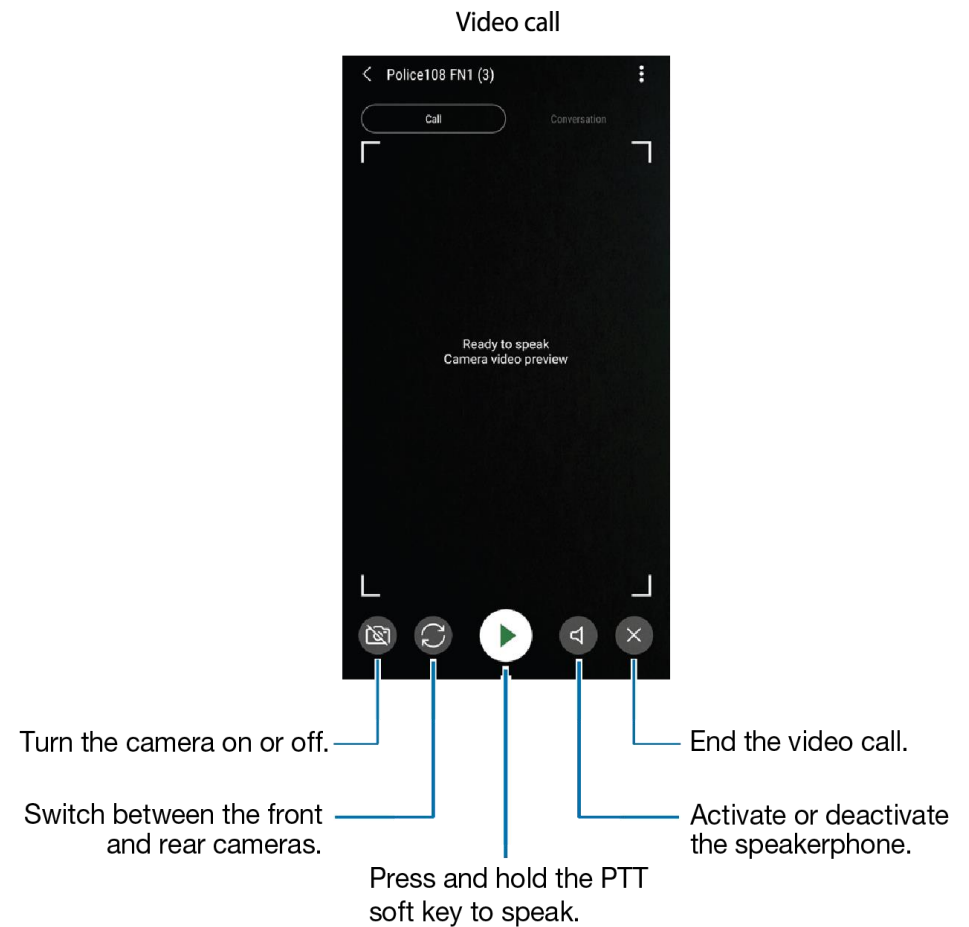 Video call
Police108 FN1 (3)
Call
Conversation
Ready to speak
Camera video preview
Turn the camera on or off.
End the video call.
Switch between the front
and rear cameras.
Activate or deactivate
the speakerphone.
Press and hold the PTT
soft key to speak.